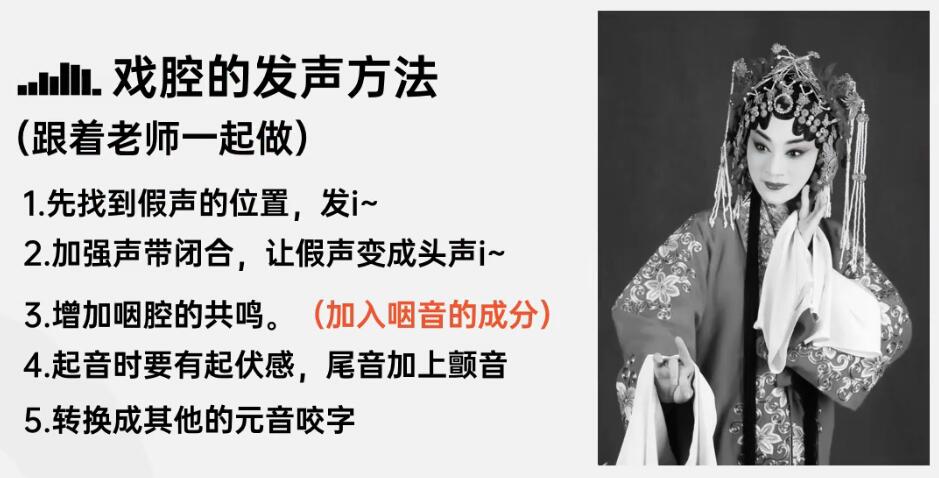 戏腔的发声方法
（跟着老师一起做）
1.先找到假声的位置，发i~
2.加强声带闭合，让假声变成头声i~
3.增加咽腔的共鸣。（加入咽音的成分）
4.起音时要有起伏感，尾音加上颤音
5.转换成其他的元音咬字